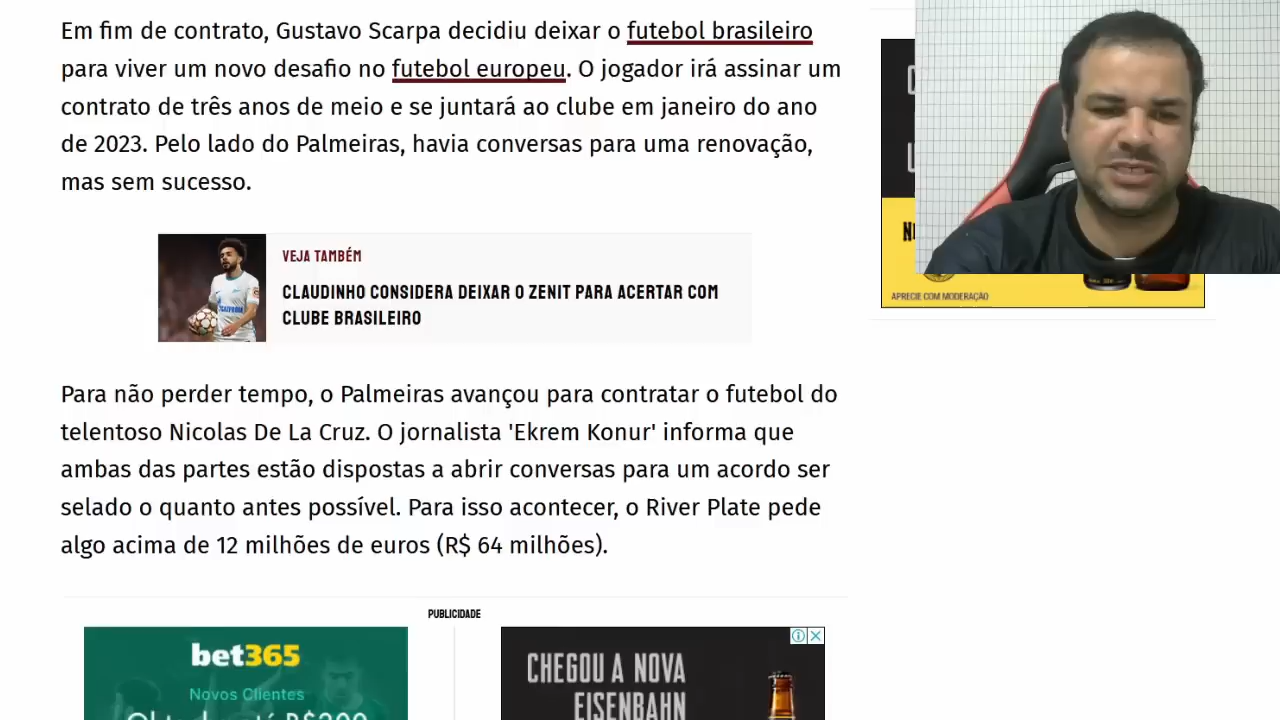 Em fim de contrato, Gustavo Scarpa decidiu deixar o futebol brasileiro
para viver um novo desafio no futebol europeu. O jogador irá assinar um
contrato de três anos de meio e se juntará ao clube em janeiro do ano
de 2023. Pelo lado do Palmeiras, havia conversas para uma renovação,
mas sem sucesso.
VEJA TAMBÉM
CLAUDINHO CONSIDERA DEIXAR O ZENIT PARA ACERTAR COM
CLUBE BRASILEIRO
APRECIE COM MODERAÇÃO
Para não perder tempo, o Palmeiras avançou para contratar o futebol do
telentoso Nicolas De La Cruz. O jornalista 'Ekrem Konur' informa que
ambas das partes estão dispostas a abrir conversas para um acordo ser
selado o quanto antes possível. Para isso acontecer, o River Plate pede
algo acima de 12 milhões de euros (R$ 64 milhões).
PUBLICIDADE
bet365
Novos Clientes
CHEGOU A NOVA
EISENBAHN